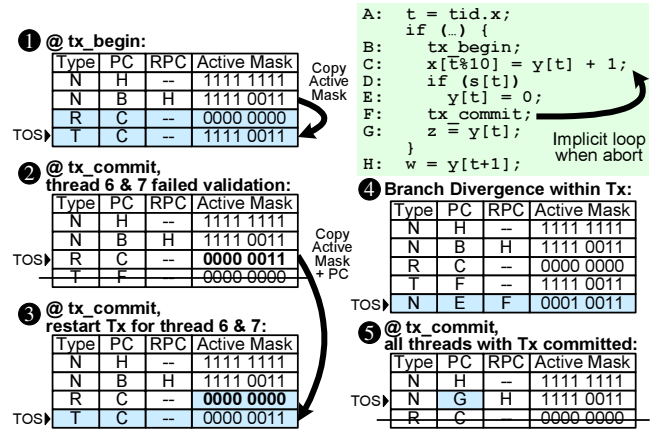 ❶ @ tx_begin:
Type PC RPC Active Mask
N H -- 1111 1111
N B H 1111 0011
R C -- 0000 0000
TOS T C -- 1111 0011
Copy
Active
Mask
❷ @ tx_commit,
thread 6 & 7 failed validation:
Type PC RPC Active Mask
N H -- 1111 1111
N B H 1111 0011
TOS R C -- 0000 0011
T F -- 0000 0000
Copy
Active
Mask
+ PC
❸ @ tx_commit,
restart Tx for thread 6 & 7:
Type PC RPC Active Mask
N H -- 1111 1111
N B H 1111 0011
R C -- 0000 0000
TOS T C -- 0000 0011
A: t = tid.x;
if (…) {
B: tx_begin;
C: x[t%10] = y[t] + 1;
D: if (s[t])
E: y[t] = 0;
F: tx_commit;
G: z = y[t];
}
H: w = y[t+1];
Implicit loop
when abort
❹ Branch Divergence within Tx:
Type PC RPC Active Mask
N H -- 1111 1111
N B H 1111 0011
R C -- 0000 0000
T F -- 1111 0011
TOS N E F 0001 0011
❺ @ tx_commit,
all threads with Tx committed:
Type PC RPC Active Mask
N H -- 1111 1111
TOS N G H 1111 0011
R C -- 0000 0000